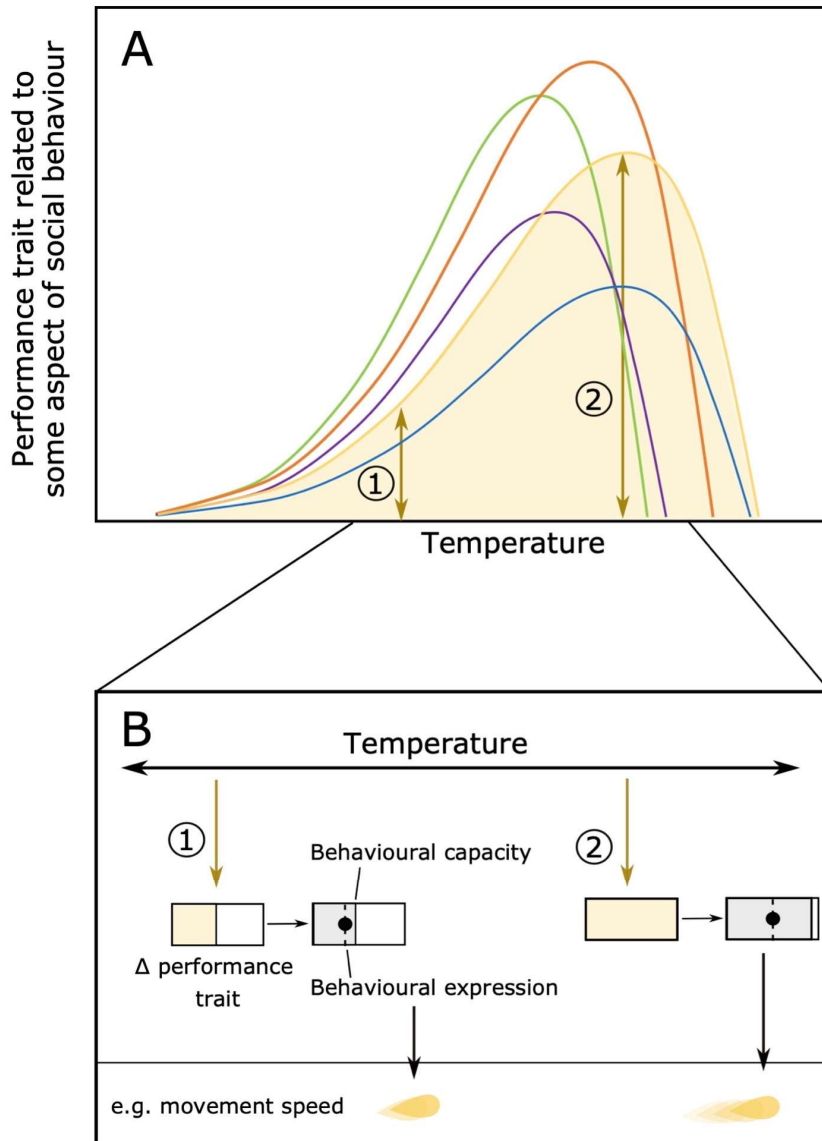 A
Performance trait related to
some aspect of social behaviour
①
②
Temperature
B
Temperature
①
②
Behavioural capacity
Δ performance
trait
Behavioural expression
e.g. movement speed